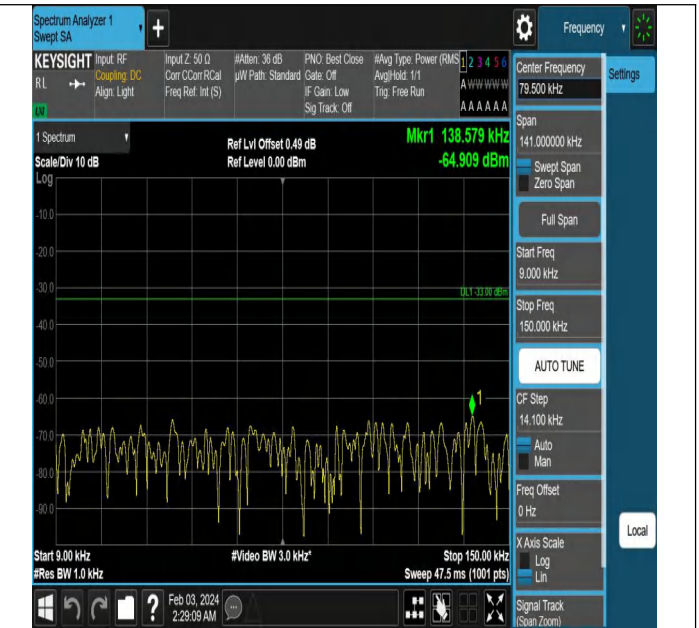 Spectrum Analyzer 1
Swept SA
+
Frequency
KEYSIGHT
RL
Input: RF
Coupling: DC
Align: Light
Input Z: 50 Ω
Corr CCorr RCal
Freq Ref: Int (S)
#Atten: 36 dB
µW Path: Standard
PNO: Best Close
Gate: Off
IF Gain: Low
Sig Track: Off
#Avg Type: Power (RMS
Avg|Hold: 1/1
Trig: Free Run
1 2 3 4 5 6
A W W W W W
A A A A A A
LXI
1 Spectrum
Scale/Div 10 dB
Log
Ref Lvl Offset 0.49 dB
Ref Level 0.00 dBm
Mkr1 138.579 kHz
-64.909 dBm
-10.0
-20.0
-30.0
DL1 -33.00 dBm
-40.0
-50.0
-60.0
1
-70.0
-80.0
-90.0
Start 9.00 kHz
#Res BW 1.0 kHz
#Video BW 3.0 kHz*
Stop 150.00 kHz
Sweep 47.5 ms (1001 pts)
Center Frequency
79.500 kHz
Settings
Span
141.000000 kHz
Swept Span
Zero Span
Full Span
Start Freq
9.000 kHz
Stop Freq
150.000 kHz
AUTO TUNE
CF Step
14.100 kHz
Auto
Man
Freq Offset
0 Hz
X Axis Scale
Log
Lin
Local
Signal Track
(Span Zoom)
?
Feb 03, 2024
2:29:09 AM